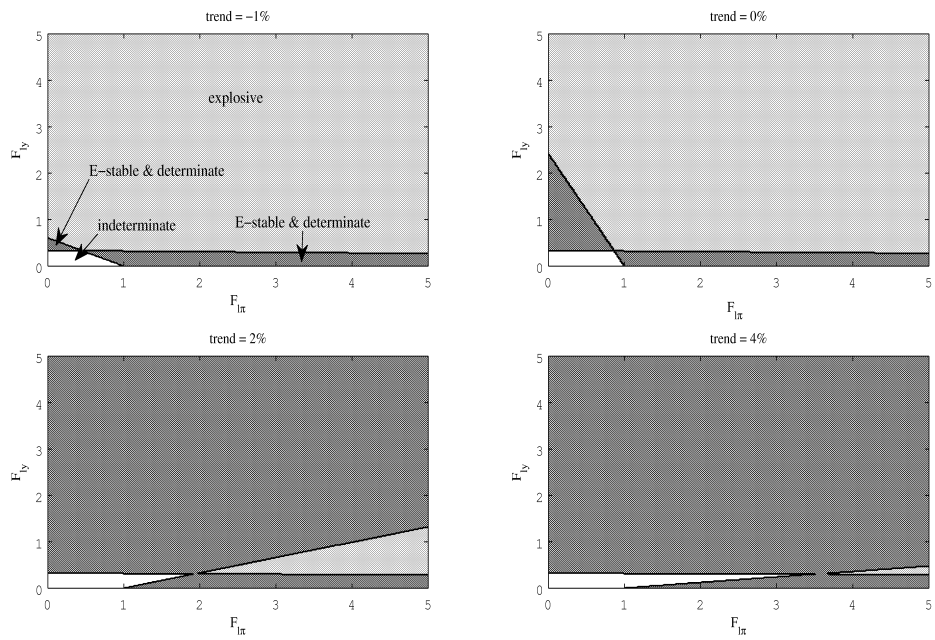 trend = −1%
5
4
3
2
1
0
F_ly
explosive
E−stable & determinate
indeterminate
E−stable & determinate
0 1 2 3 4 5
F_lπ
trend = 0%
5
4
3
2
1
0
F_ly
0 1 2 3 4 5
F_lπ
trend = 2%
5
4
3
2
1
0
F_ly
0 1 2 3 4 5
F_lπ
trend = 4%
5
4
3
2
1
0
F_ly
0 1 2 3 4 5
F_lπ